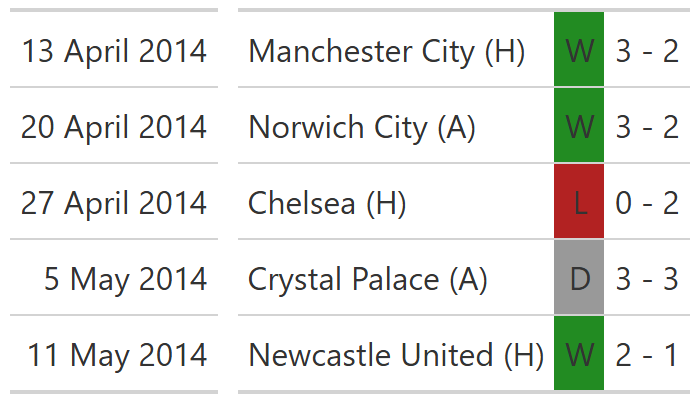 13 April 2014 Manchester City (H) W 3 - 2
20 April 2014 Norwich City (A) W 3 - 2
27 April 2014 Chelsea (H) L 0 - 2
5 May 2014 Crystal Palace (A) D 3 - 3
11 May 2014 Newcastle United (H) W 2 - 1